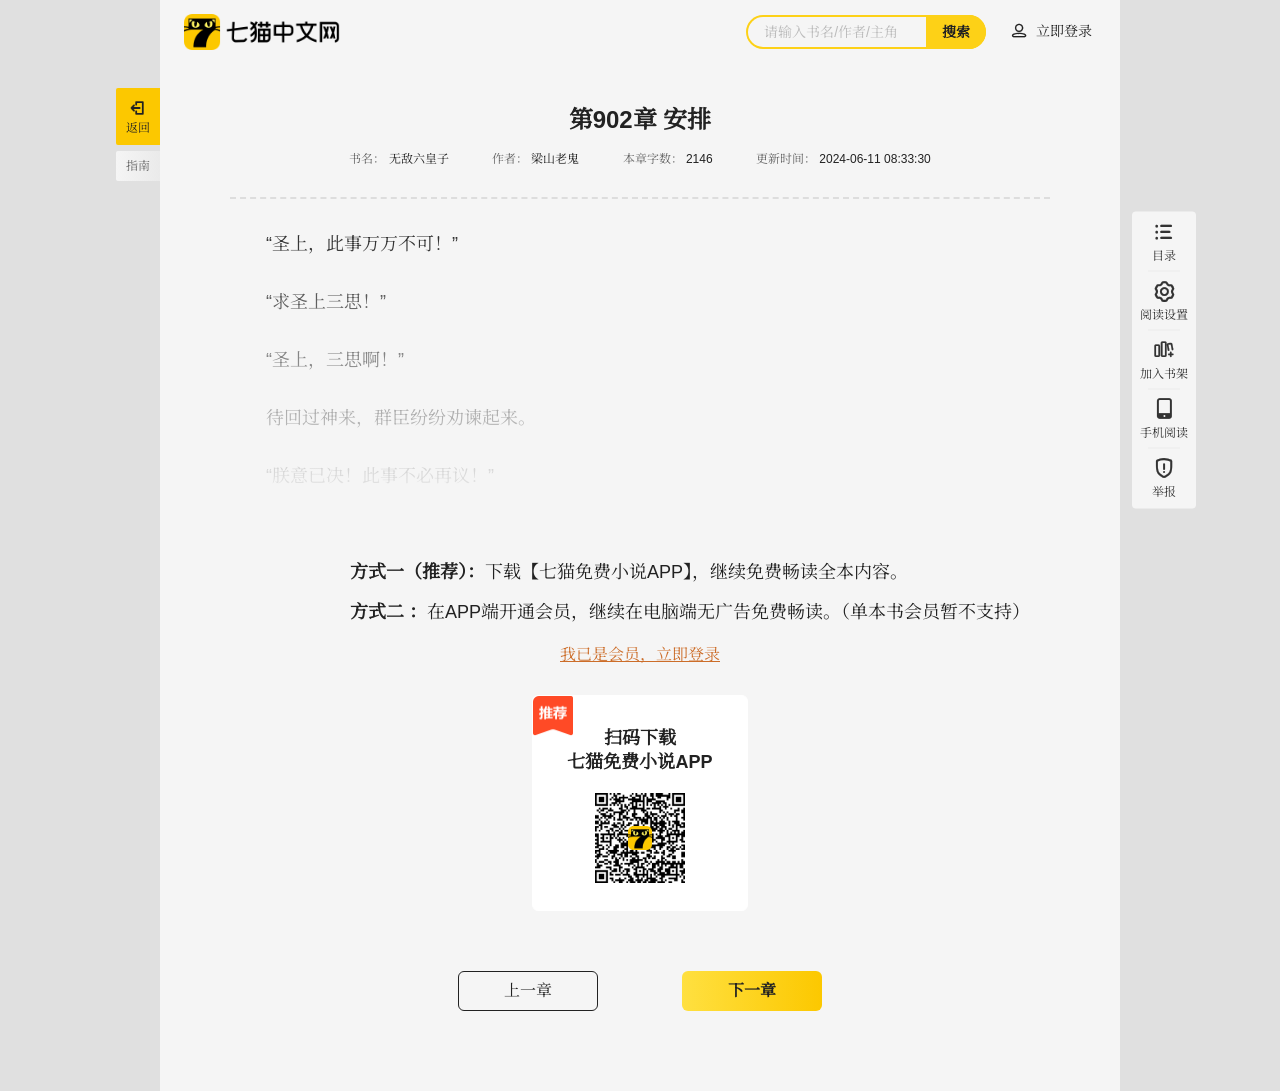 七猫中文网
请输入书名/作者/主角
搜索
立即登录
返回
指南
第902章 安排
书名： 无敌六皇子 作者： 梁山老鬼 本章字数： 2146 更新时间： 2024-06-11 08:33:30
“圣上，此事万万不可！”
“求圣上三思！”
“圣上，三思啊！”
待回过神来，群臣纷纷劝谏起来。
“朕意已决！此事不必再议！”
目录
阅读设置
加入书架
手机阅读
举报
方式一（推荐）：下载【七猫免费小说APP】，继续免费畅读全本内容。
方式二 ：在APP端开通会员，继续在电脑端无广告免费畅读。（单本书会员暂不支持）
我已是会员，立即登录
推荐
扫码下载
七猫免费小说APP
上一章
下一章